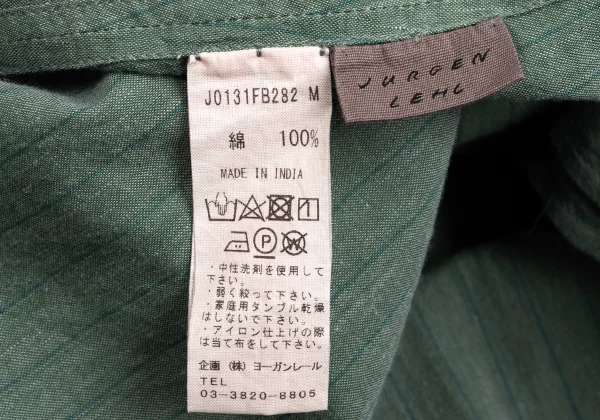 JURGEN
LEHL
J0131FB282 M
綿 100%
MADE IN INDIA
P W
・中性洗剤を使用して
下さい。
・弱く絞って下さい。
・家庭用タンブル乾燥
はしないで下さい。
・アイロン仕上げの際
は当て布をして下さい。
企画 (株) ヨーガンレール
TEL
03-3820-8805